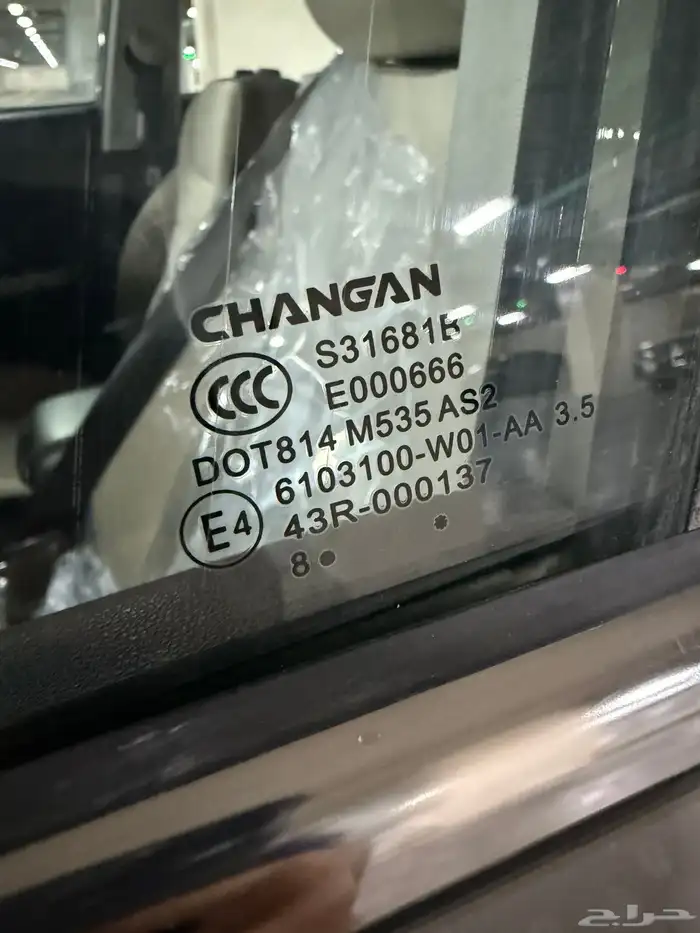 CHANGAN
S31681B
CCC E000666
DOT814 M535 AS2
6103100-W01-AA 3.5
E4 43R-000137
8
حراج